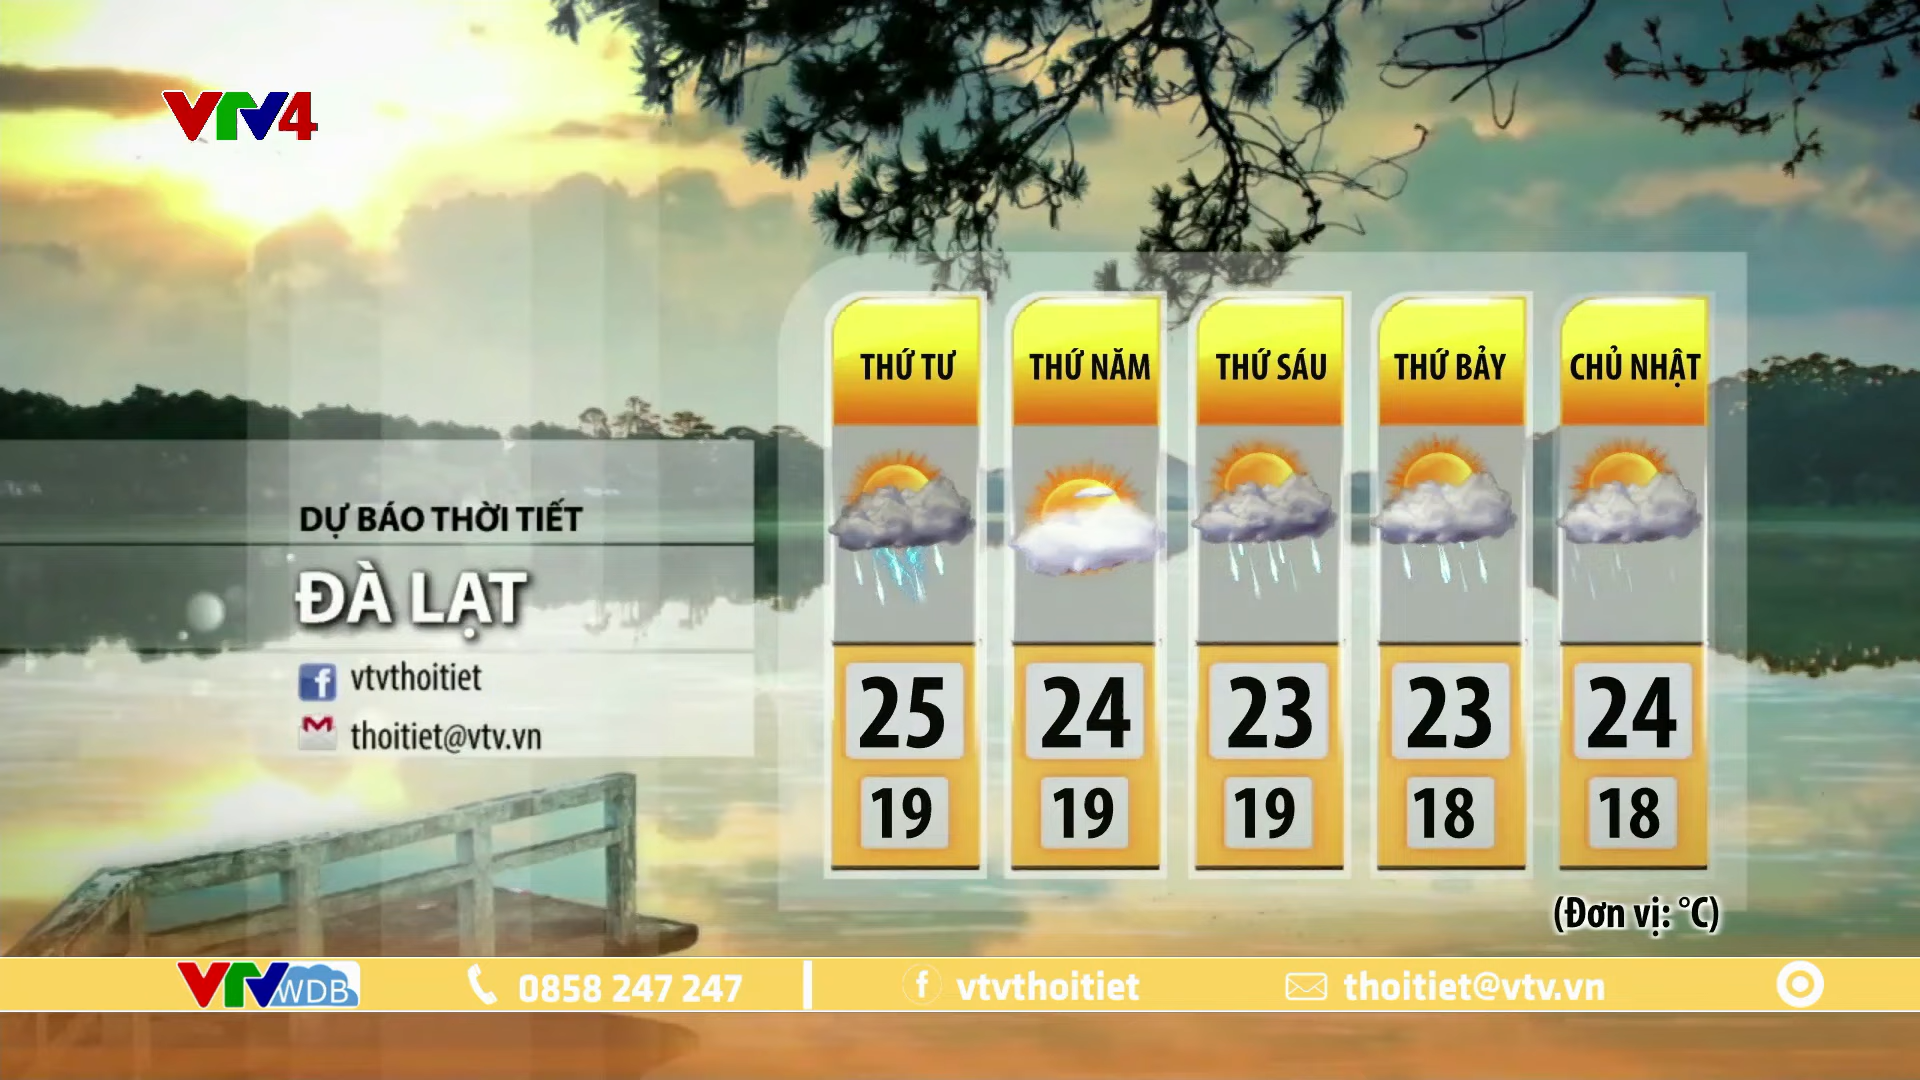 VTV4
DỰ BÁO THỜI TIẾT
ĐÀ LẠT
vtvthoitiet
thoitiet@vtv.vn
THỨ TƯ THỨ NĂM THỨ SÁU THỨ BẢY CHỦ NHẬT
25 24 23 23 24
19 19 19 18 18
(Đơn vị: °C)
VTV WDB 0858 247 247 vtvthoitiet thoitiet@vtv.vn